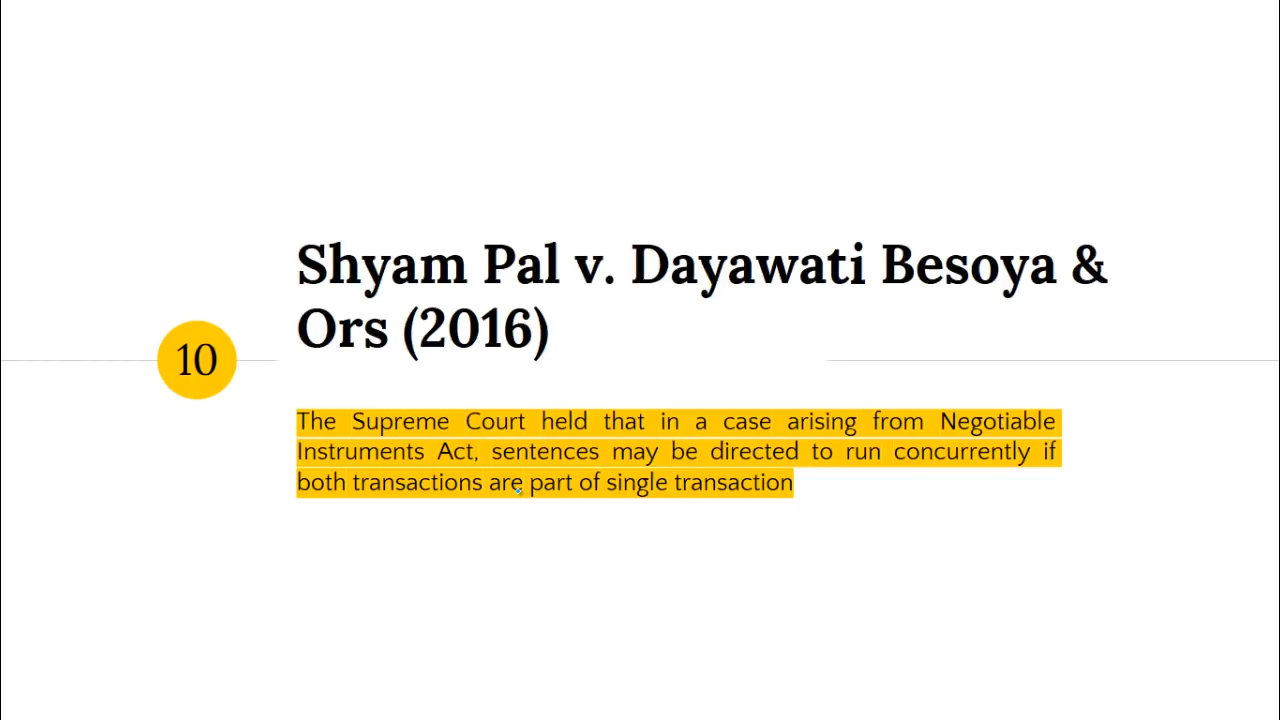 Shyam Pal v. Dayawati Besoya &
Ors (2016)
10
The Supreme Court held that in a case arising from Negotiable
Instruments Act, sentences may be directed to run concurrently if
both transactions are part of single transaction